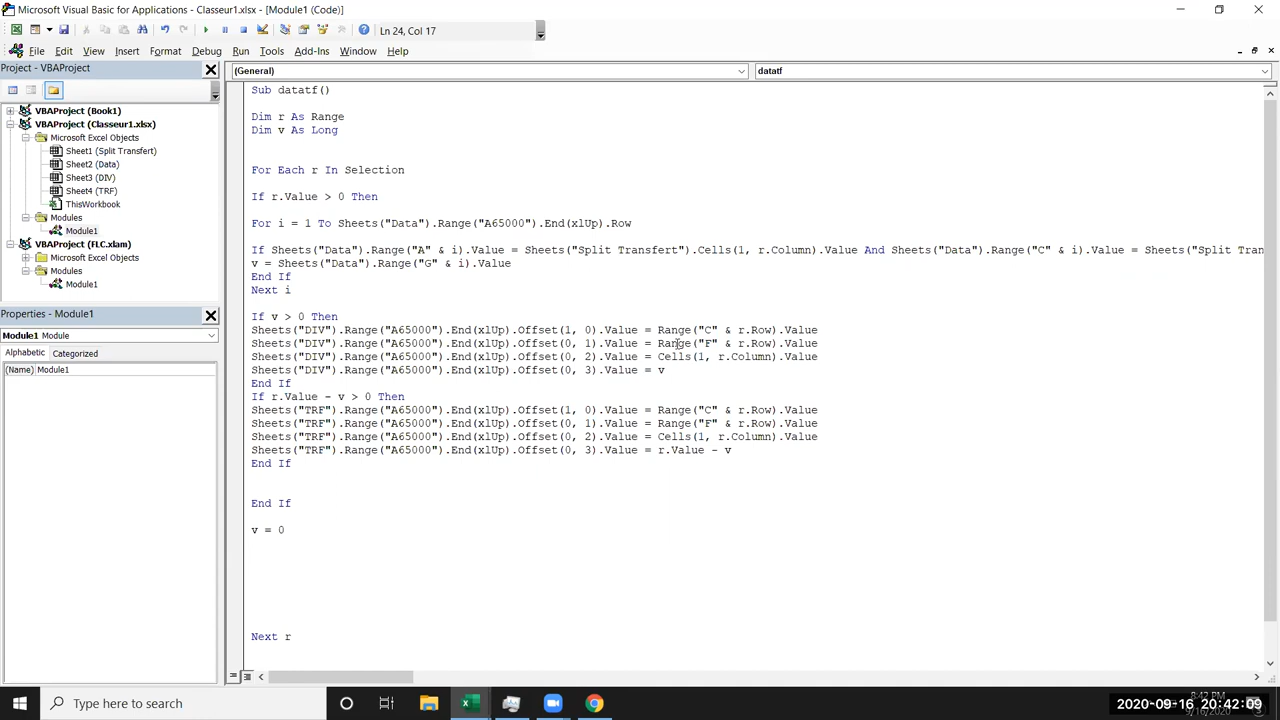 Microsoft Visual Basic for Applications - Classeur1.xlsx - [Module1 (Code)]
Ln 24, Col 17
File Edit View Insert Format Debug Run Tools Add-Ins Window Help
Project - VBAProject
(General)
datatf
VBAProject (Book1)
VBAProject (Classeur1.xlsx)
Microsoft Excel Objects
Sheet1 (Split Transfert)
Sheet2 (Data)
Sheet3 (DIV)
Sheet4 (TRF)
ThisWorkbook
Modules
Module1
VBAProject (FLC.xlam)
Microsoft Excel Objects
Modules
Module1
Properties - Module1
Module1 Module
Alphabetic Categorized
(Name) Module1
Sub datatf()
Dim r As Range
Dim v As Long
For Each r In Selection
If r.Value > 0 Then
For i = 1 To Sheets("Data").Range("A65000").End(xlUp).Row
If Sheets("Data").Range("A" & i).Value = Sheets("Split Transfert").Cells(1, r.Column).Value And Sheets("Data").Range("C" & i).Value = Sheets("Split Tran
v = Sheets("Data").Range("G" & i).Value
End If
Next i
If v > 0 Then
Sheets("DIV").Range("A65000").End(xlUp).Offset(1, 0).Value = Range("C" & r.Row).Value
Sheets("DIV").Range("A65000").End(xlUp).Offset(0, 1).Value = Range("F" & r.Row).Value
Sheets("DIV").Range("A65000").End(xlUp).Offset(0, 2).Value = Cells(1, r.Column).Value
Sheets("DIV").Range("A65000").End(xlUp).Offset(0, 3).Value = v
End If
If r.Value - v > 0 Then
Sheets("TRF").Range("A65000").End(xlUp).Offset(1, 0).Value = Range("C" & r.Row).Value
Sheets("TRF").Range("A65000").End(xlUp).Offset(0, 1).Value = Range("F" & r.Row).Value
Sheets("TRF").Range("A65000").End(xlUp).Offset(0, 2).Value = Cells(1, r.Column).Value
Sheets("TRF").Range("A65000").End(xlUp).Offset(0, 3).Value = r.Value - v
End If
End If
v = 0
Next r
Type here to search
8:42 PM
2020-09-16 20:42:09